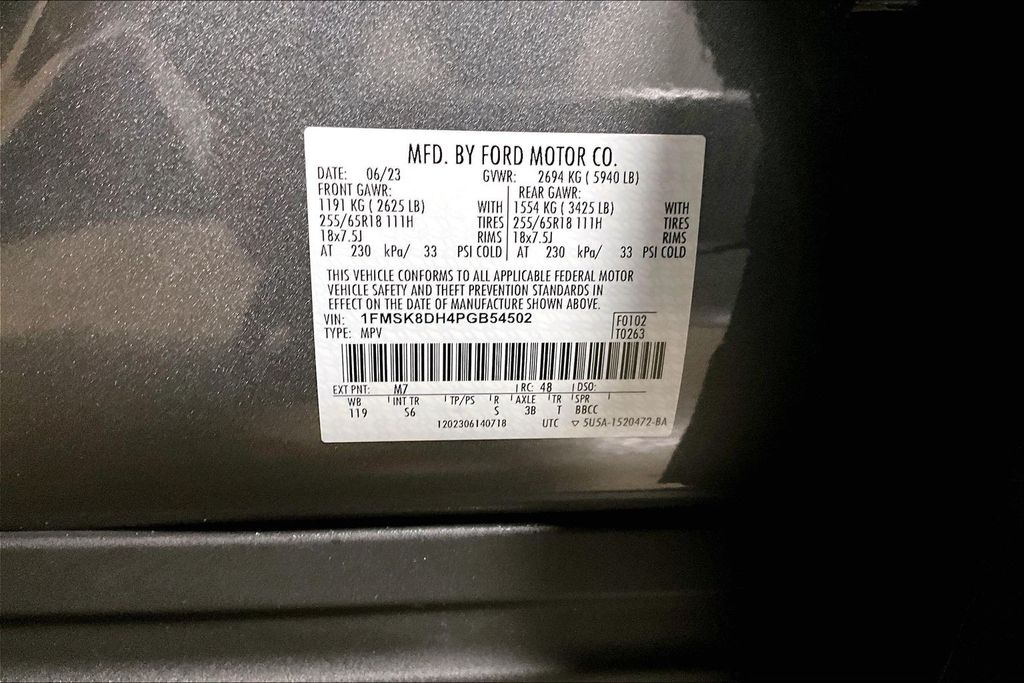 MFD. BY FORD MOTOR CO.
DATE: 06/23 GVWR: 2694 KG ( 5940 LB)
FRONT GAWR: REAR GAWR:
1191 KG ( 2625 LB) WITH 1554 KG ( 3425 LB) WITH
255/65R18 111H TIRES 255/65R18 111H TIRES
18x7.5J RIMS 18x7.5J RIMS
AT 230 kPa/ 33 PSI COLD AT 230 kPa/ 33 PSI COLD
THIS VEHICLE CONFORMS TO ALL APPLICABLE FEDERAL MOTOR
VEHICLE SAFETY AND THEFT PREVENTION STANDARDS IN
EFFECT ON THE DATE OF MANUFACTURE SHOWN ABOVE.
VIN: 1FMSK8DH4PGB54502 F0102
TYPE: MPV T0263
EXT PNT: M7 RC: 48 DSO:
WB INT TR TP/PS R AXLE TR SPR
119 S6 S 3B T BBCC
1202306140718 UTC ▽ 5U5A-1520472-BA